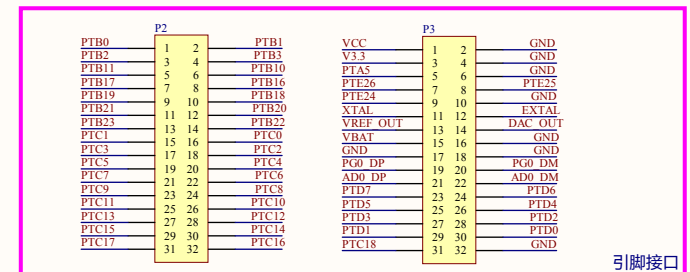 P2 P3
PTB0 1 2 PTB1 VCC 1 2 GND
PTB2 3 4 PTB3 V3.3 3 4 GND
PTB11 5 6 PTB10 PTA5 5 6 GND
PTB17 7 8 PTB16 PTE26 7 8 PTE25
PTB19 9 10 PTB18 PTE24 9 10 GND
PTB21 11 12 PTB20 XTAL 11 12 EXTAL
PTB23 13 14 PTB22 VREF_OUT 13 14 DAC_OUT
PTC1 15 16 PTC0 VBAT 15 16 GND
PTC3 17 18 PTC2 GND 17 18 GND
PTC5 19 20 PTC4 PG0_DP 19 20 PG0_DM
PTC7 21 22 PTC6 AD0_DP 21 22 AD0_DM
PTC9 23 24 PTC8 PTD7 23 24 PTD6
PTC11 25 26 PTC10 PTD5 25 26 PTD4
PTC13 27 28 PTC12 PTD3 27 28 PTD2
PTC15 29 30 PTC14 PTD1 29 30 PTD0
PTC17 31 32 PTC16 PTC18 31 32 GND
引脚接口